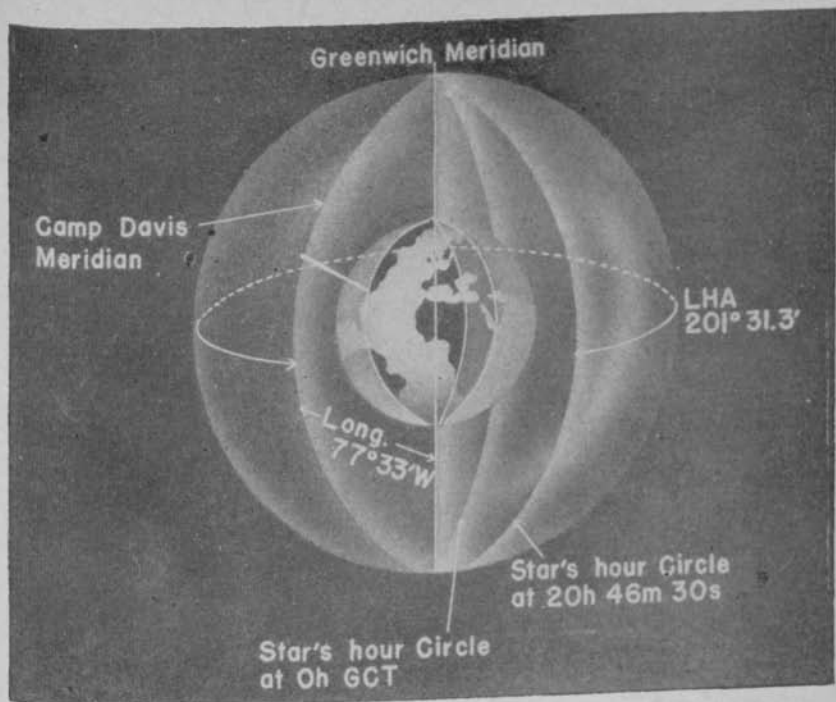 Greenwich Meridian
Camp Davis
Meridian
LHA
201° 31.3'
Long.
77°33'W
Star's hour Circle
at 20h 46m 30s
Star's hour Circle
at 0h GCT